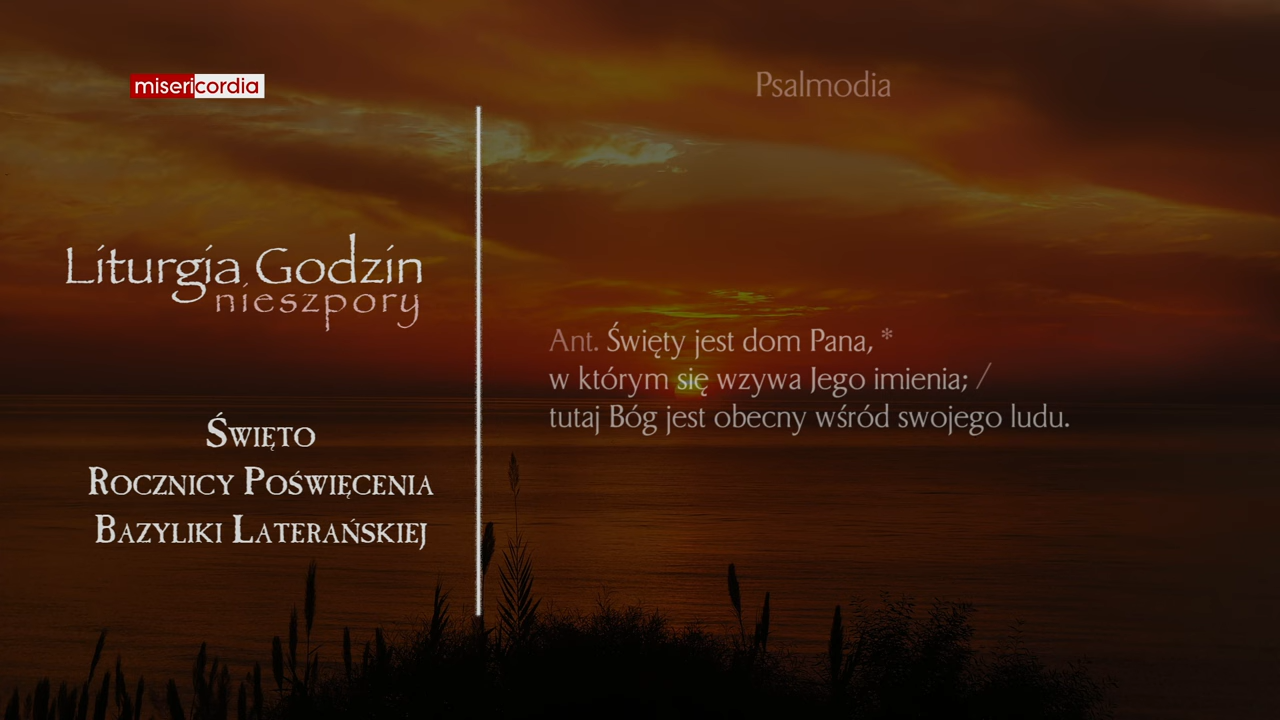 misericordia
Psalmodia
Liturgia Godzin
nieszpory
Święto
Rocznicy Poświęcenia
Bazyliki Laterańskiej
Ant. Święty jest dom Pana, *
w którym się wzywa Jego imienia; /
tutaj Bóg jest obecny wśród swojego ludu.